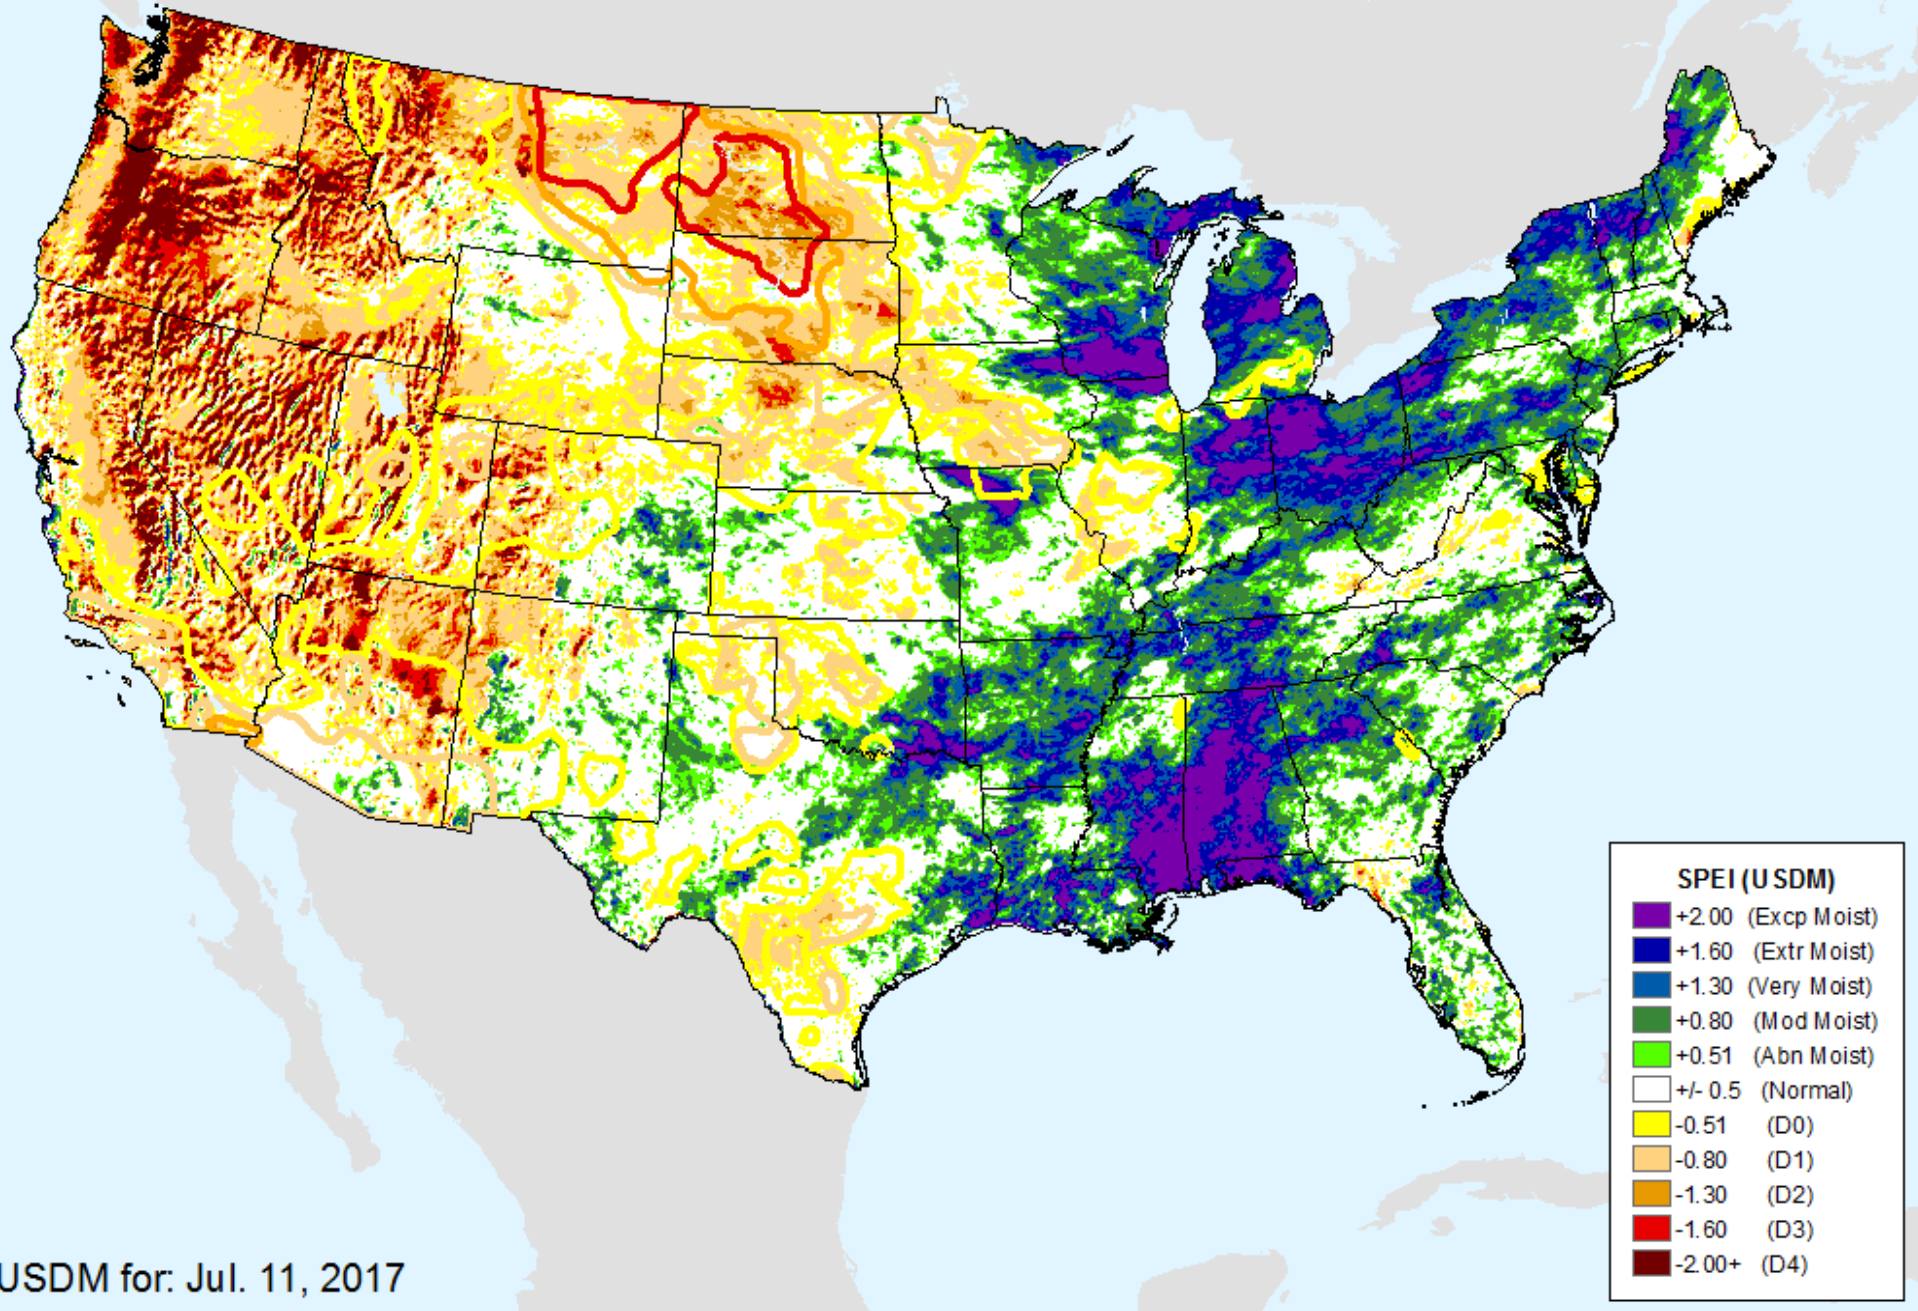 SPEI (USDM)
+2.00 (Excp Moist)
+1.60 (Extr Moist)
+1.30 (Very Moist)
+0.80 (Mod Moist)
+0.51 (Abn Moist)
+/- 0.5 (Normal)
-0.51 (D0)
-0.80 (D1)
-1.30 (D2)
-1.60 (D3)
-2.00+ (D4)
USDM for: Jul. 11, 2017